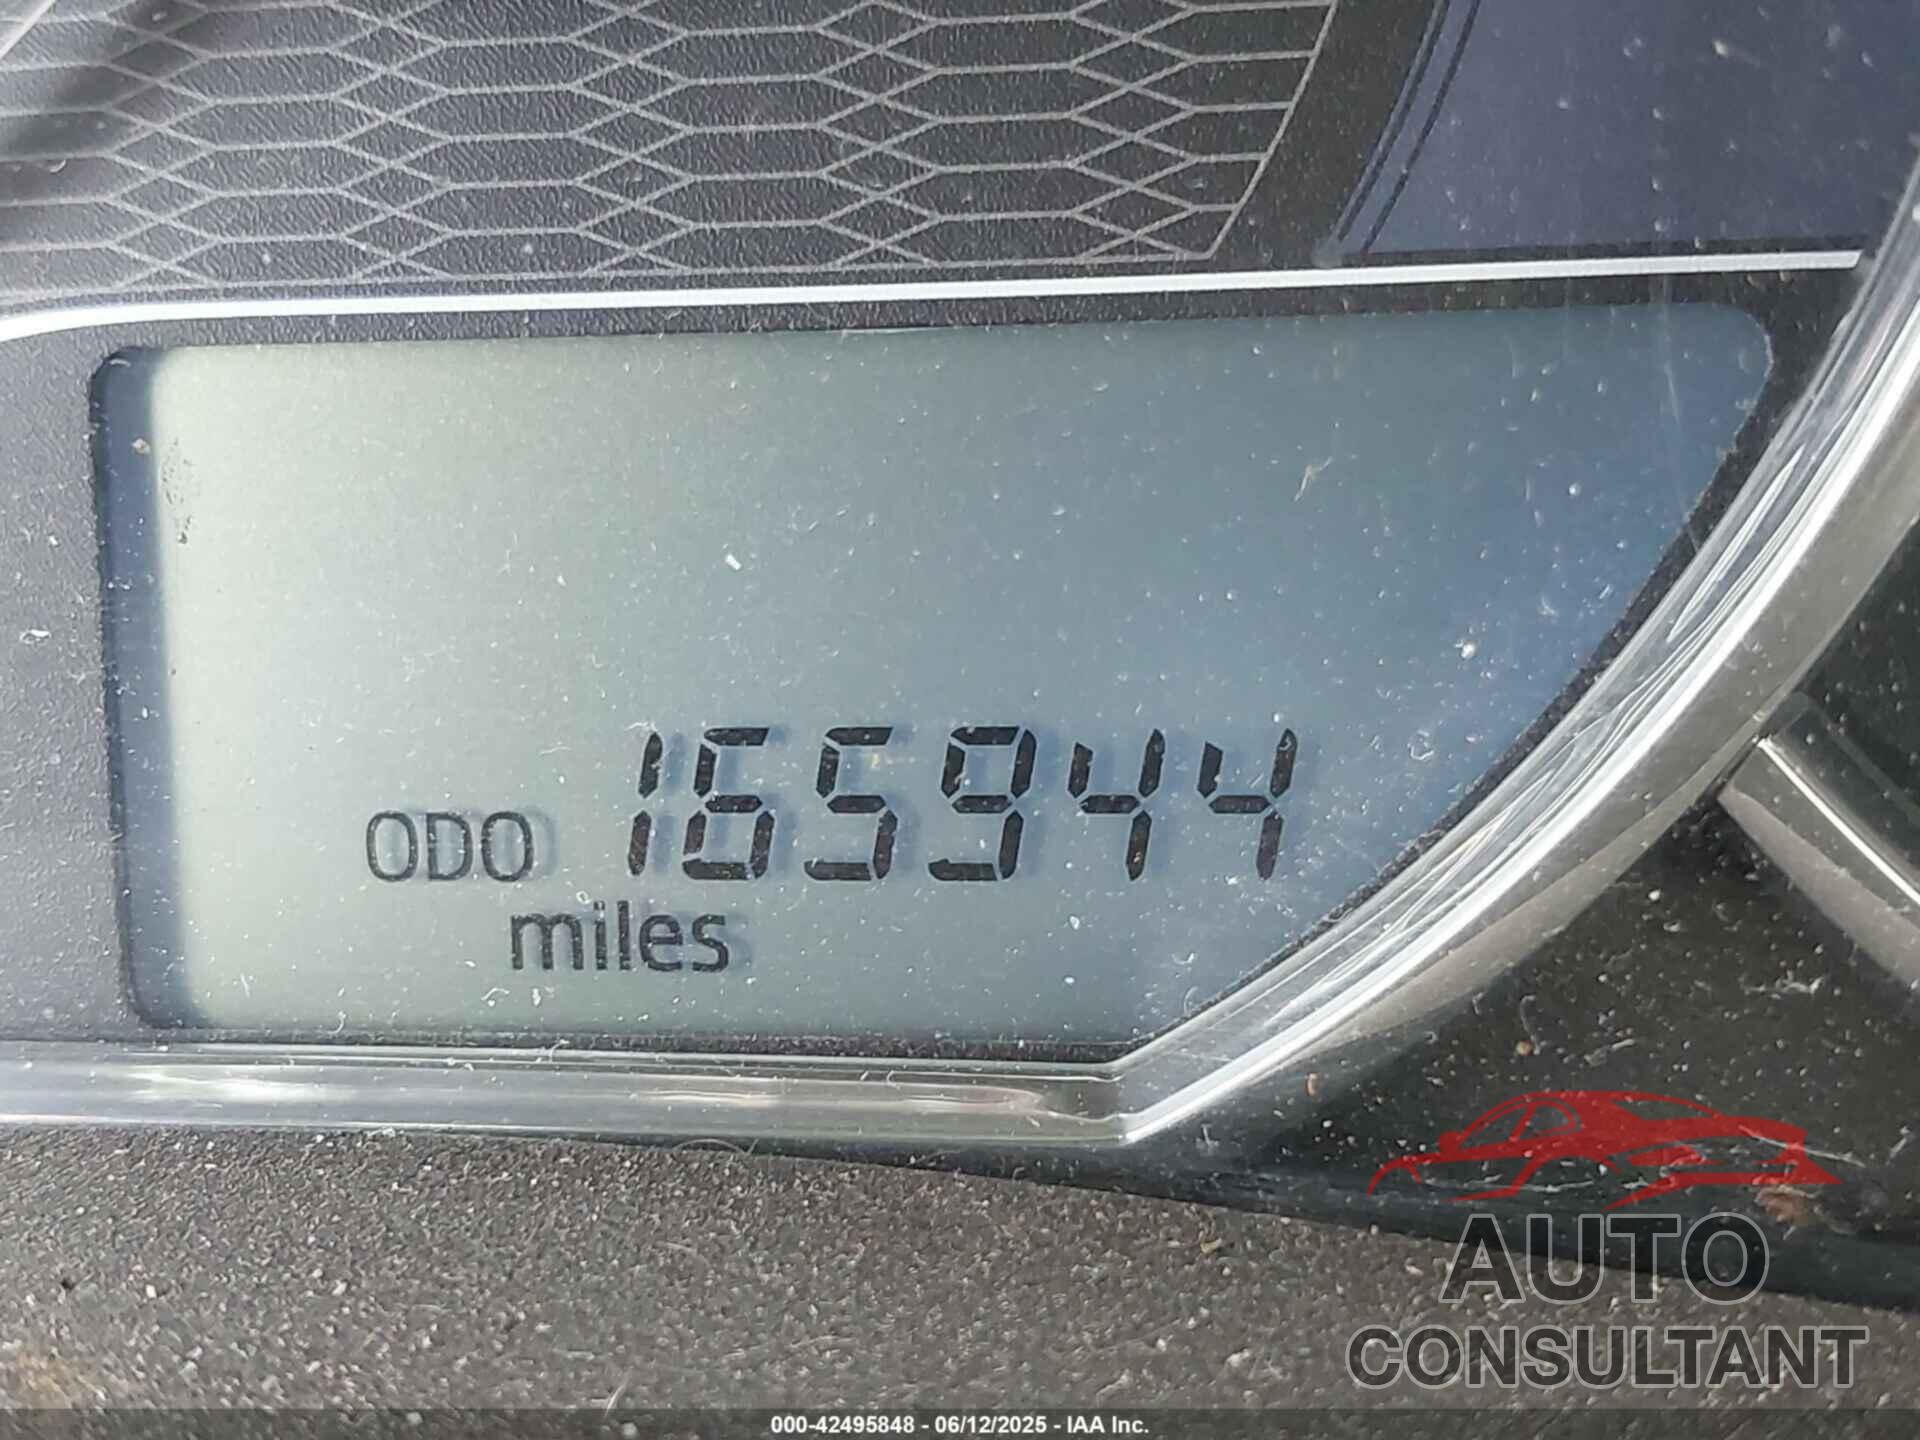 ODO 165944
miles
AUTO
CONSULTANT
000-42495848 - 06/12/2025 - IAA Inc.